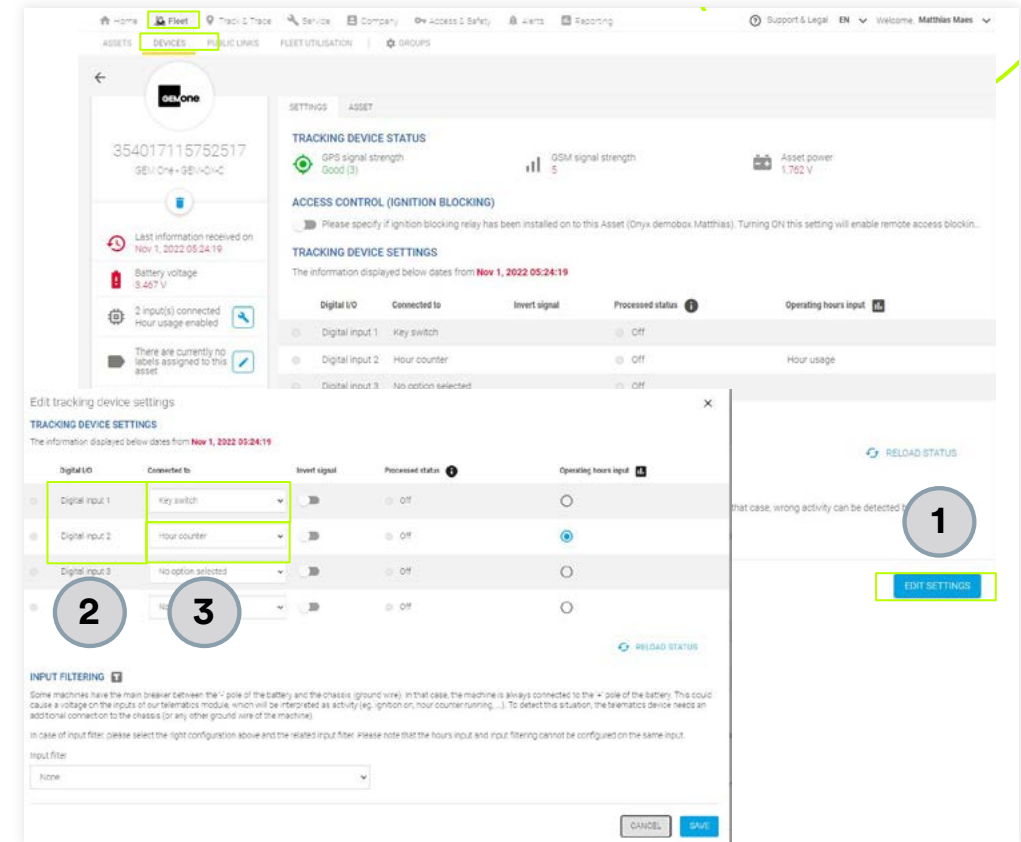 Home Fleet Track & Trace Service Company Access & Safety Alerts Reporting Support & Legal EN Welcome, Matthias Maes
ASSETS DEVICES PUBLIC LINKS FLEET UTILISATION GROUPS
GEMone
SETTINGS ASSET
354017115752517
TRACKING DEVICE STATUS
GPS signal strength
Good (3)
GSM signal strength
5
Asset power
1.762 V
ACCESS CONTROL (IGNITION BLOCKING)
Please specify if ignition blocking relay has been installed on to this Asset (Onyx demobox Matthias). Turning ON this setting will enable remote access blockin...
Last information received on
Nov 1, 2022 05:24:19
Battery voltage
3.467 V
2 input(s) connected
Hour usage enabled
There are currently no
labels assigned to this
asset
TRACKING DEVICE SETTINGS
The information displayed below dates from Nov 1, 2022 05:24:19
Digital I/O Connected to Invert signal Processed status Operating hours input
Digital input 1 Key switch Off
Digital input 2 Hour counter Off Hour usage
Digital input 3 No option selected Off
Edit tracking device settings
TRACKING DEVICE SETTINGS
The information displayed below dates from Nov 1, 2022 05:24:19
Digital I/O Connected to Invert signal Processed status Operating hours input
Digital input 1 Key switch Off
Digital input 2 Hour counter Off
Digital input 3 No option selected Off
2 3 No Off
RELOAD STATUS
INPUT FILTERING
Some machines have the main breaker between the '-' pole of the battery and the chassis (ground wire). In that case, the machine is always connected to the '+' pole of the battery. This could
cause a voltage on the inputs of our telematics module, which will be interpreted as activity (eg. ignition on, hour counter running, ...). To detect this situation, the telematics device needs an
additional connection to the chassis (or any other ground wire of the machine).
In case of input filter, please select the right configuration above and the related input filter. Please note that the hours input and input filtering cannot be configured on the same input.
Input filter
None
CANCEL SAVE
RELOAD STATUS
that case, wrong activity can be detected
1
EDIT SETTINGS